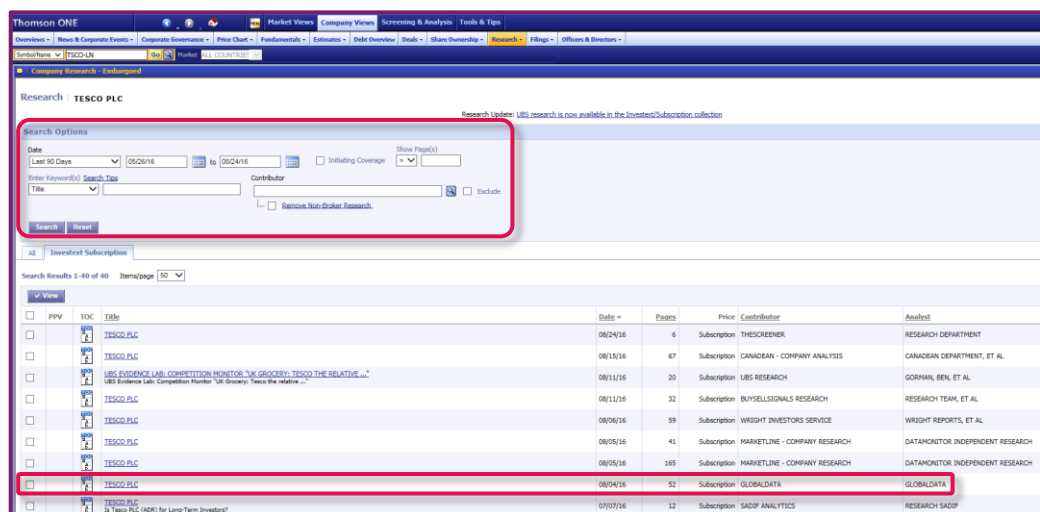 Thomson ONE NEW Market Views Company Views Screening & Analysis Tools & Tips
Overviews News & Corporate Events Corporate Governance Price Chart Fundamentals Estimates Debt Overview Deals Share Ownership Research Filings Officers & Directors
Symbol/Name TSCO-LN Go Market ALL COUNTRIES
Company Research - Embargoed
Research | TESCO PLC
Research Update: UBS research is now available in the Investext/Subscription collection
Search Options
Date Show Page(s)
Last 90 Days 05/26/16 to 08/24/16 Initiating Coverage >
Enter Keyword(s) Search Tips Contributor
Title Exclude
Remove Non-Broker Research.
Search Reset
All Investext Subscription
Search Results 1-40 of 40 Items/page 50
View
PPV TOC Title Date Pages Price Contributor Analyst
TESCO PLC 08/24/16 6 Subscription THESCREENER RESEARCH DEPARTMENT
TESCO PLC 08/15/16 67 Subscription CANADEAN - COMPANY ANALYSIS CANADEAN DEPARTMENT, ET AL
UBS EVIDENCE LAB: COMPETITION MONITOR "UK GROCERY: TESCO THE RELATIVE ..." 08/11/16 20 Subscription UBS RESEARCH GORMAN, BEN, ET AL
UBS Evidence Lab: Competition Monitor "UK Grocery: Tesco the relative ..."
TESCO PLC 08/11/16 32 Subscription BUYSELLSIGNALS RESEARCH RESEARCH TEAM, ET AL
TESCO PLC 08/06/16 59 Subscription WRIGHT INVESTORS SERVICE WRIGHT REPORTS, ET AL
TESCO PLC 08/05/16 41 Subscription MARKETLINE - COMPANY RESEARCH DATAMONITOR INDEPENDENT RESEARCH
TESCO PLC 08/05/16 165 Subscription MARKETLINE - COMPANY RESEARCH DATAMONITOR INDEPENDENT RESEARCH
TESCO PLC 08/04/16 52 Subscription GLOBALDATA GLOBALDATA
TESCO PLC 07/07/16 12 Subscription SADIF ANALYTICS RESEARCH SADIF
Is Tesco PLC (ADR) for Long-Term Investors?